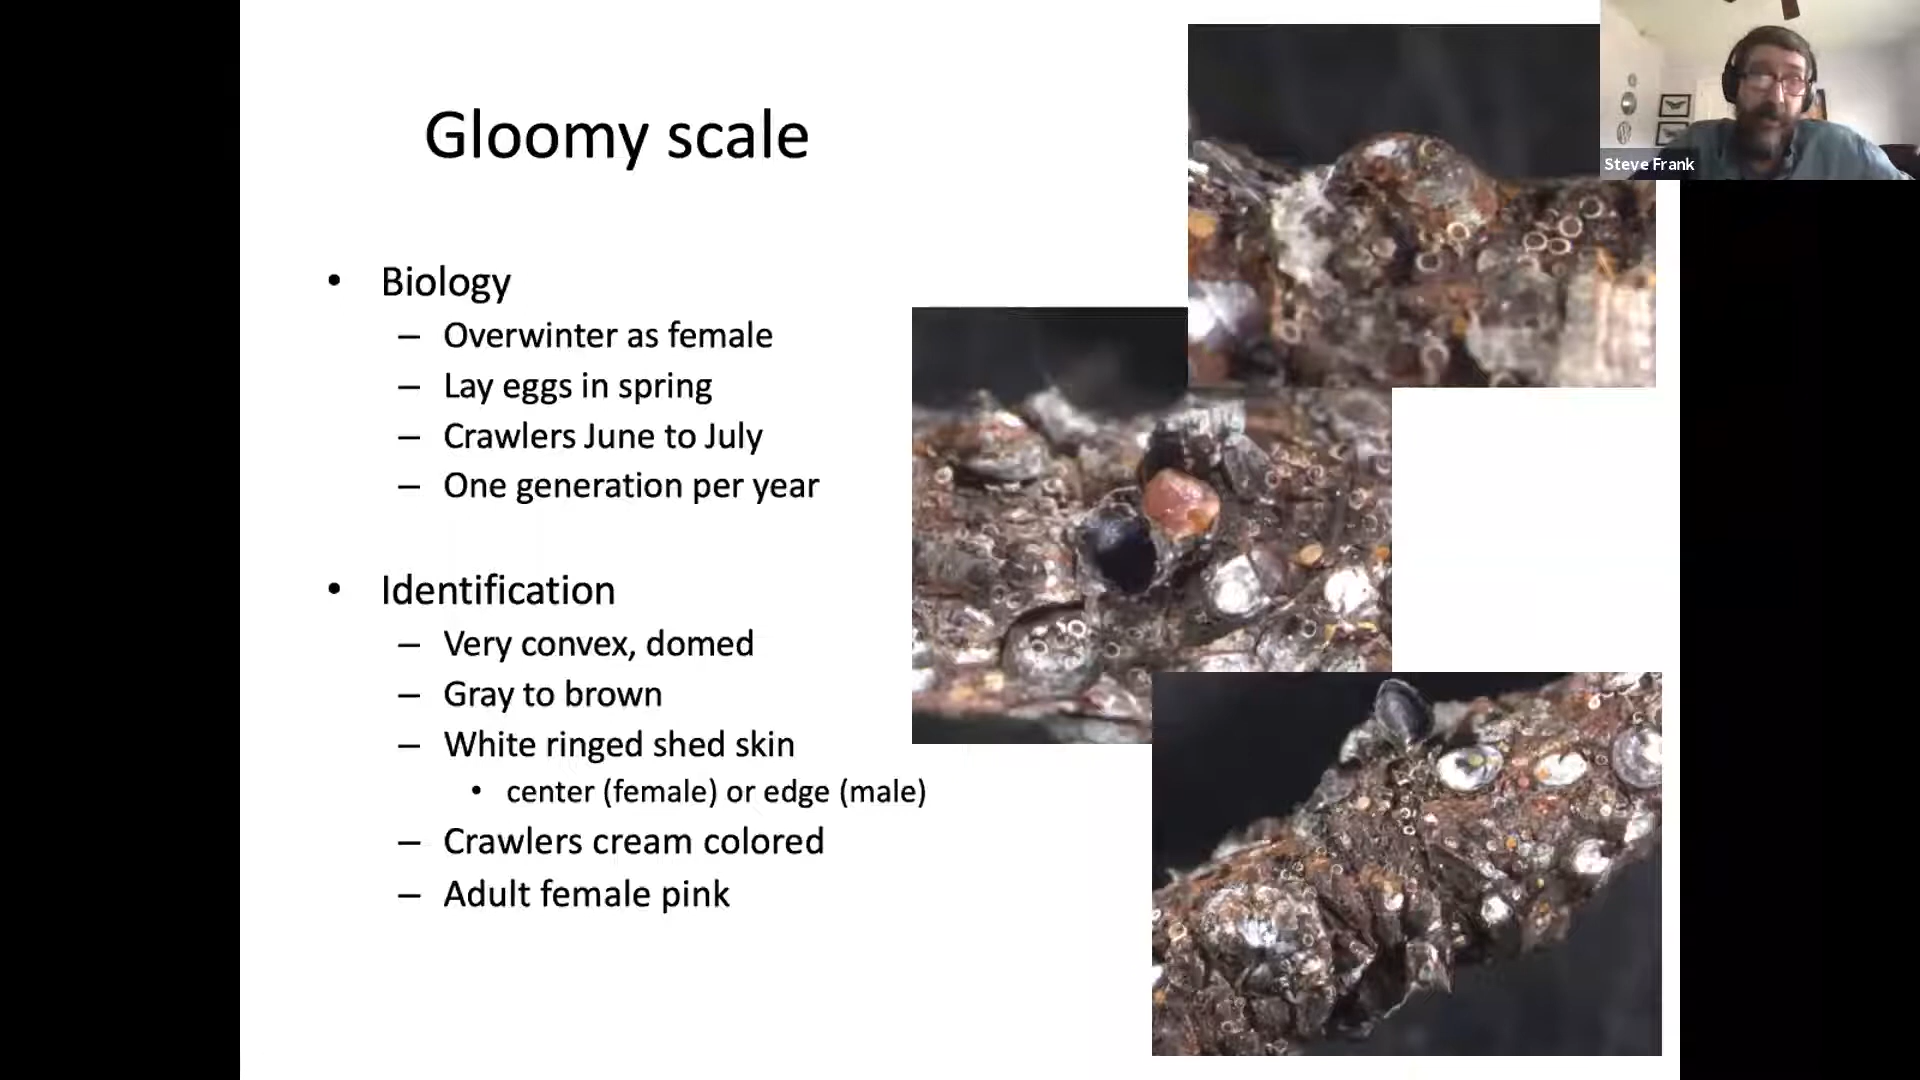 Gloomy scale
Steve Frank
• Biology
– Overwinter as female
– Lay eggs in spring
– Crawlers June to July
– One generation per year
• Identification
– Very convex, domed
– Gray to brown
– White ringed shed skin
• center (female) or edge (male)
– Crawlers cream colored
– Adult female pink